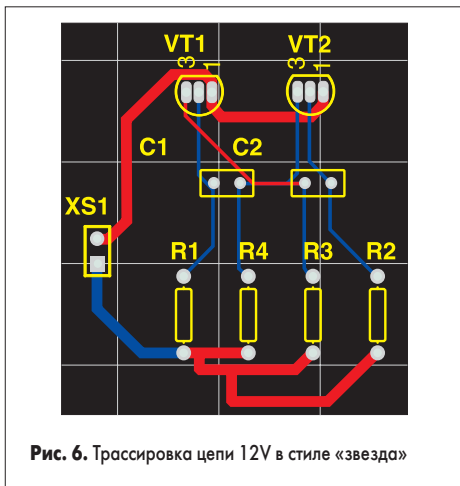 VT1 VT2
3 1 3 1
C1 C2
XS1
R1 R4 R3 R2
Рис. 6. Трассировка цепи 12V в стиле «звезда»